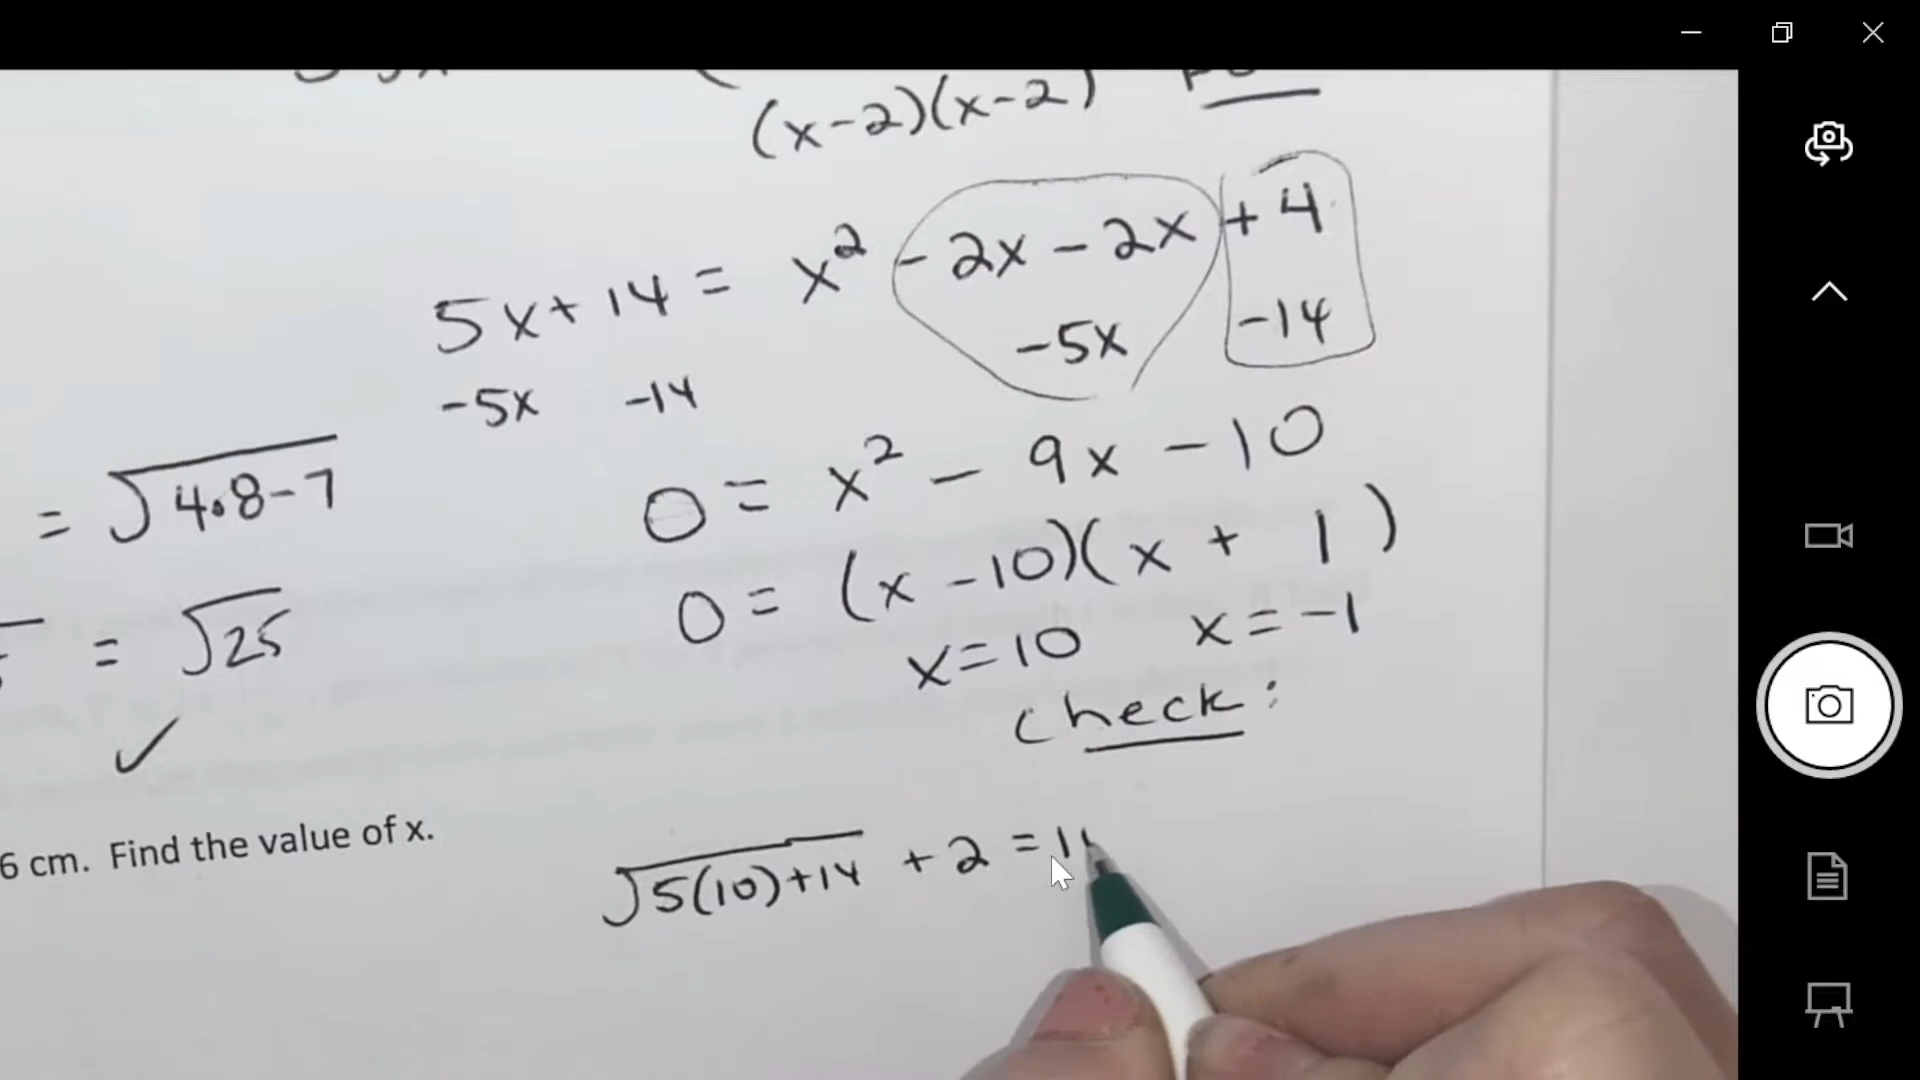 (x-2)(x-2)
5x+14 = x² - 2x - 2x + 4
-5x -14
-5x -14
0 = x² - 9x - 10
= √4·8-7
0 = (x - 10)(x + 1)
x=10 x=-1
= √25
check:
✓
6 cm. Find the value of x.
√5(10)+14 + 2 =